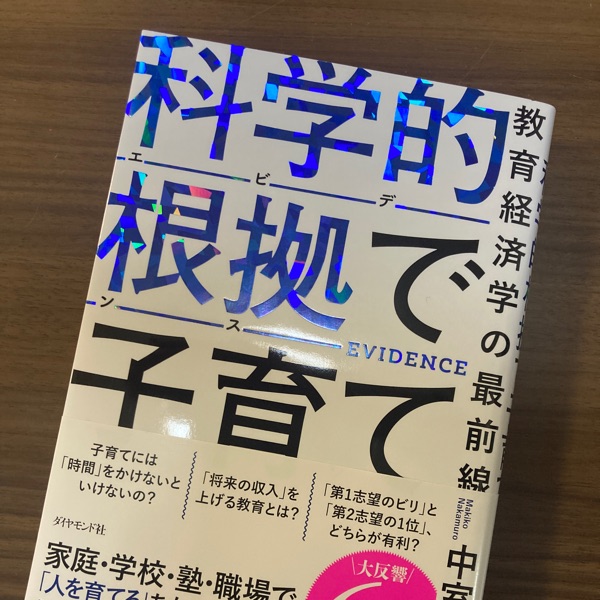 科学的
エビデ
根拠で
ンス
EVIDENCE
子育て
教育経済学の最前線
Makiko
Nakamuro
中室
子育てには
「時間」をかけないと
いけないの?
「将来の収入」を
上げる教育とは?
「第1志望のビリ」と
「第2志望の1位」、
どちらが有利?
ダイヤモンド社
家庭・学校・塾・職場で
「人を育てる」
大反響